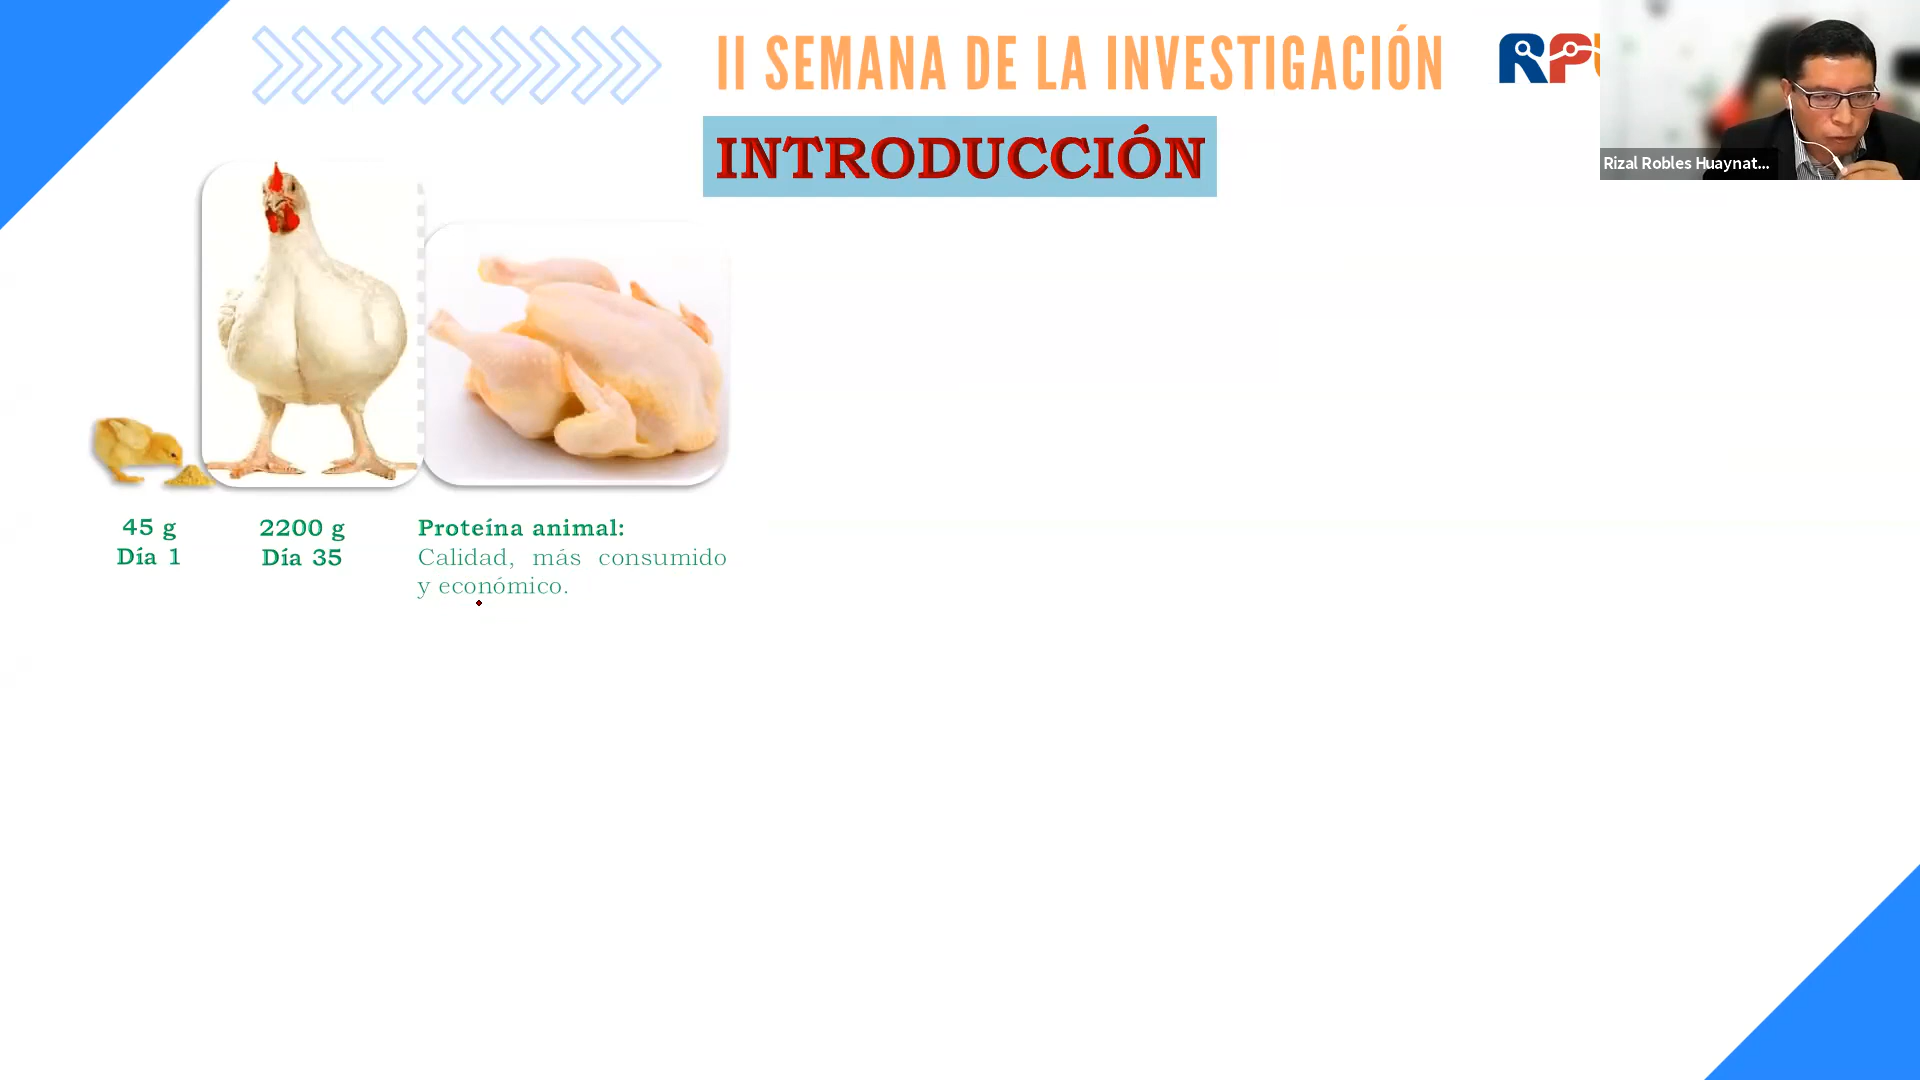 II SEMANA DE LA INVESTIGACIÓN
RP
Rizal Robles Huaynat...
INTRODUCCIÓN
45 g
Día 1
2200 g
Día 35
Proteína animal:
Calidad, más consumido
y económico.